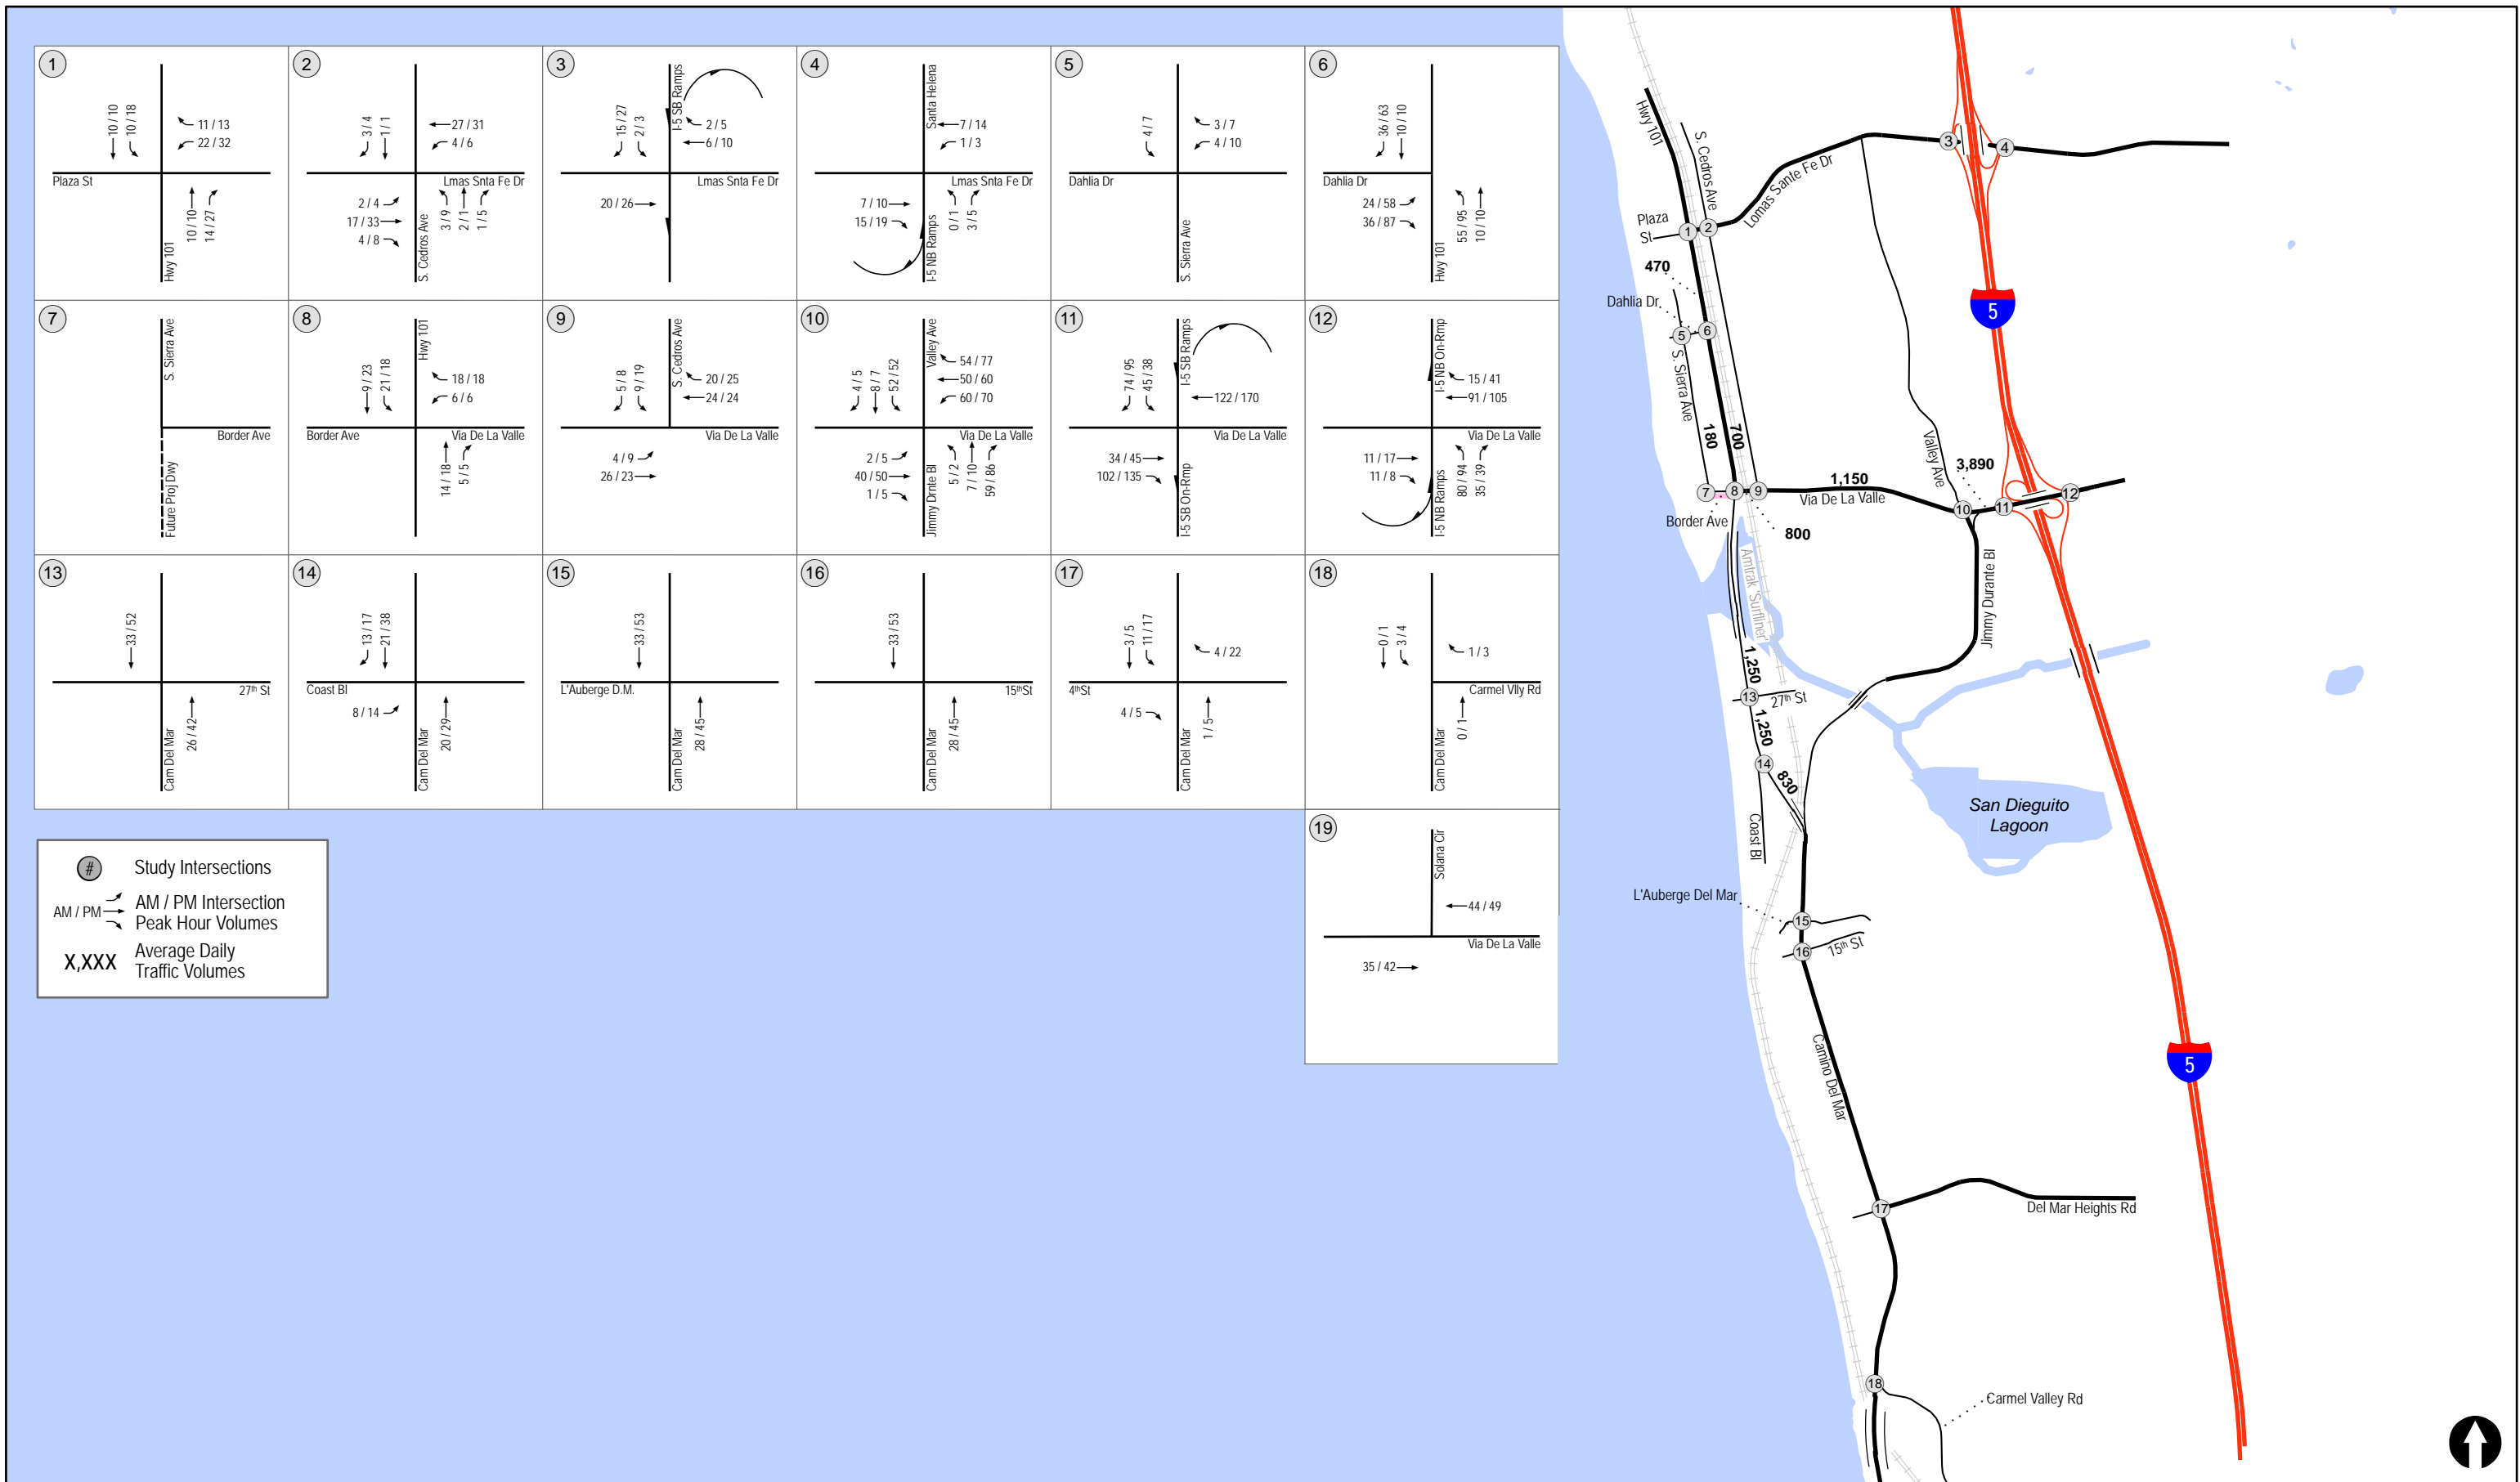 1
10 / 10
10 / 18
11 / 13
22 / 32
Plaza St
10 / 10
14 / 27
Hwy 101
2
3 / 4
1 / 1
27 / 31
4 / 6
Lmas Snta Fe Dr
2 / 4
17 / 33
4 / 8
S. Cedros Ave
3 / 9
2 / 1
1 / 5
3
15 / 27
2 / 3
I-5 SB Ramps
2 / 5
6 / 10
Lmas Snta Fe Dr
20 / 26
4
Santa Helena
7 / 14
1 / 3
Lmas Snta Fe Dr
7 / 10
15 / 19
I-5 NB Ramps
0 / 1
3 / 5
5
4 / 7
3 / 7
4 / 10
Dahlia Dr
S. Sierra Ave
6
36 / 63
10 / 10
Dahlia Dr
24 / 58
36 / 87
Hwy 101
55 / 95
10 / 10
7
S. Sierra Ave
Border Ave
Future Proj Dwy
8
9 / 23
21 / 18
Hwy 101
18 / 18
6 / 6
Border Ave
Via De La Valle
14 / 18
5 / 5
9
5 / 8
9 / 19
S. Cedros Ave
20 / 25
24 / 24
Via De La Valle
4 / 9
26 / 23
10
4 / 5
8 / 7
52 / 52
Valley Ave
54 / 77
50 / 60
60 / 70
Via De La Valle
2 / 5
40 / 50
1 / 5
Jimmy Drnte Bl
5 / 2
7 / 10
59 / 86
11
74 / 95
45 / 38
I-5 SB Ramps
122 / 170
Via De La Valle
34 / 45
102 / 135
I-5 SB On-Rmp
12
I-5 NB On-Rmp
15 / 41
91 / 105
Via De La Valle
11 / 17
11 / 8
I-5 NB Ramps
80 / 94
35 / 39
13
33 / 52
27th St
Cam Del Mar
26 / 42
14
13 / 17
21 / 38
Coast Bl
8 / 14
Cam Del Mar
20 / 29
15
33 / 53
L'Auberge D.M.
Cam Del Mar
28 / 45
16
33 / 53
15thSt
Cam Del Mar
28 / 45
17
3 / 5
11 / 17
4 / 22
4thSt
4 / 5
Cam Del Mar
1 / 5
18
0 / 1
3 / 4
1 / 3
Carmel Vlly Rd
Cam Del Mar
0 / 1
19
Solana Cir
44 / 49
Via De La Valle
35 / 42
#
Study Intersections
AM / PM
AM / PM Intersection
Peak Hour Volumes
X,XXX
Average Daily
Traffic Volumes
Hwy 101
S. Cedros Ave
Lomas Sante Fe Dr
3
4
Plaza
St
1
2
470
Dahlia Dr
5
6
5
S. Sierra Ave
180
700
Valley Ave
3,890
7
8
9
1,150
Via De La Valle
10
11
12
Border Ave
800
Amtrak 'Surfliner'
Jimmy Durante Bl
1,250
13
27th St
1,250
14
830
Coast Bl
San Dieguito
Lagoon
L'Auberge Del Mar
15
16
15th St
Camino Del Mar
5
17
Del Mar Heights Rd
18
Carmel Valley Rd